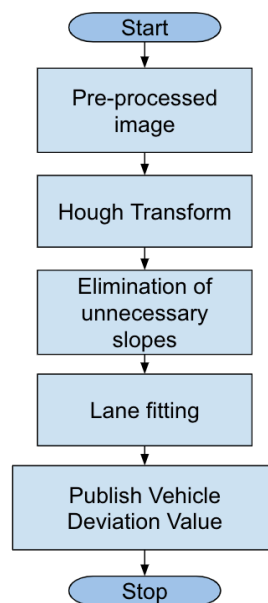 Start
Pre-processed
image
Hough Transform
Elimination of
unnecessary
slopes
Lane fitting
Publish Vehicle
Deviation Value
Stop